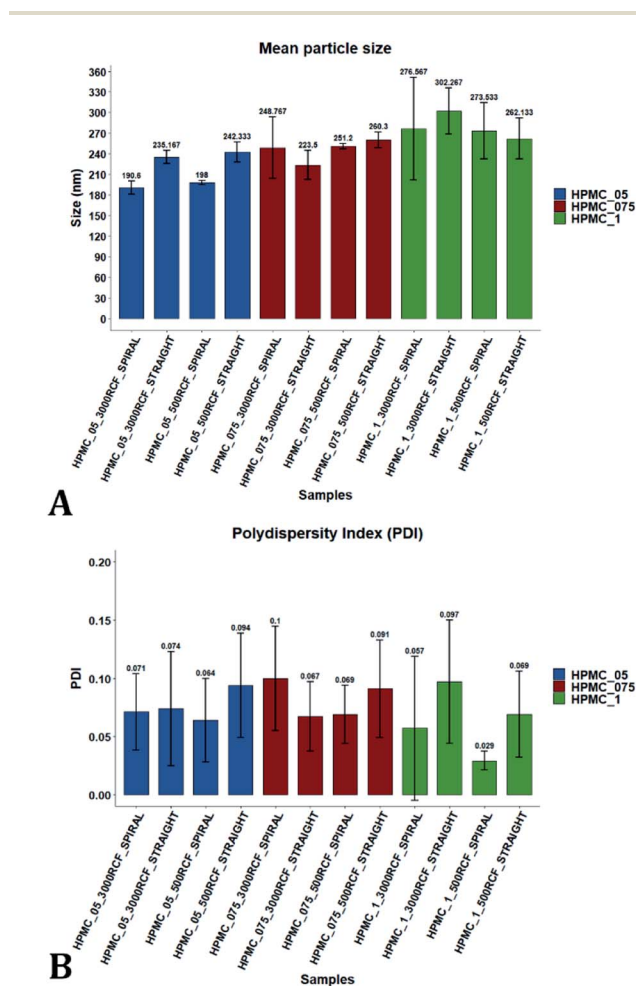 Mean particle size
360
330
300
270
240
210
180
150
120
90
60
30
0
Size (nm)
190.6
235.167
198
242.333
248.767
223.5
251.2
260.3
276.567
302.267
273.533
262.133
HPMC_05
HPMC_075
HPMC_1
HPMC_05_3000RCF_SPIRAL
HPMC_05_3000RCF_STRAIGHT
HPMC_05_500RCF_SPIRAL
HPMC_05_500RCF_STRAIGHT
HPMC_075_3000RCF_SPIRAL
HPMC_075_3000RCF_STRAIGHT
HPMC_075_500RCF_SPIRAL
HPMC_075_500RCF_STRAIGHT
HPMC_1_3000RCF_SPIRAL
HPMC_1_3000RCF_STRAIGHT
HPMC_1_500RCF_SPIRAL
HPMC_1_500RCF_STRAIGHT
Samples
A
Polydispersity Index (PDI)
0.20
0.15
0.10
0.05
0.00
PDI
0.071
0.074
0.064
0.094
0.1
0.067
0.069
0.091
0.057
0.097
0.029
0.069
HPMC_05
HPMC_075
HPMC_1
HPMC_05_3000RCF_SPIRAL
HPMC_05_3000RCF_STRAIGHT
HPMC_05_500RCF_SPIRAL
HPMC_05_500RCF_STRAIGHT
HPMC_075_3000RCF_SPIRAL
HPMC_075_3000RCF_STRAIGHT
HPMC_075_500RCF_SPIRAL
HPMC_075_500RCF_STRAIGHT
HPMC_1_3000RCF_SPIRAL
HPMC_1_3000RCF_STRAIGHT
HPMC_1_500RCF_SPIRAL
HPMC_1_500RCF_STRAIGHT
Samples
B